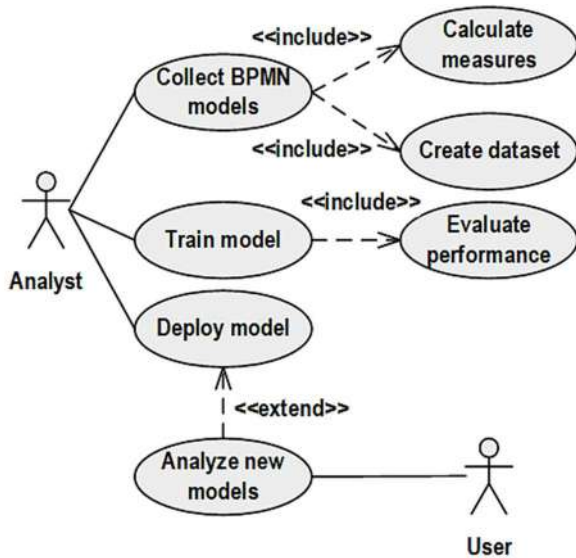 <<include>>
Calculate
measures
Collect BPMN
models
<<include>>
Create dataset
<<include>>
Analyst
Train model
Evaluate
performance
Deploy model
<<extend>>
Analyze new
models
User